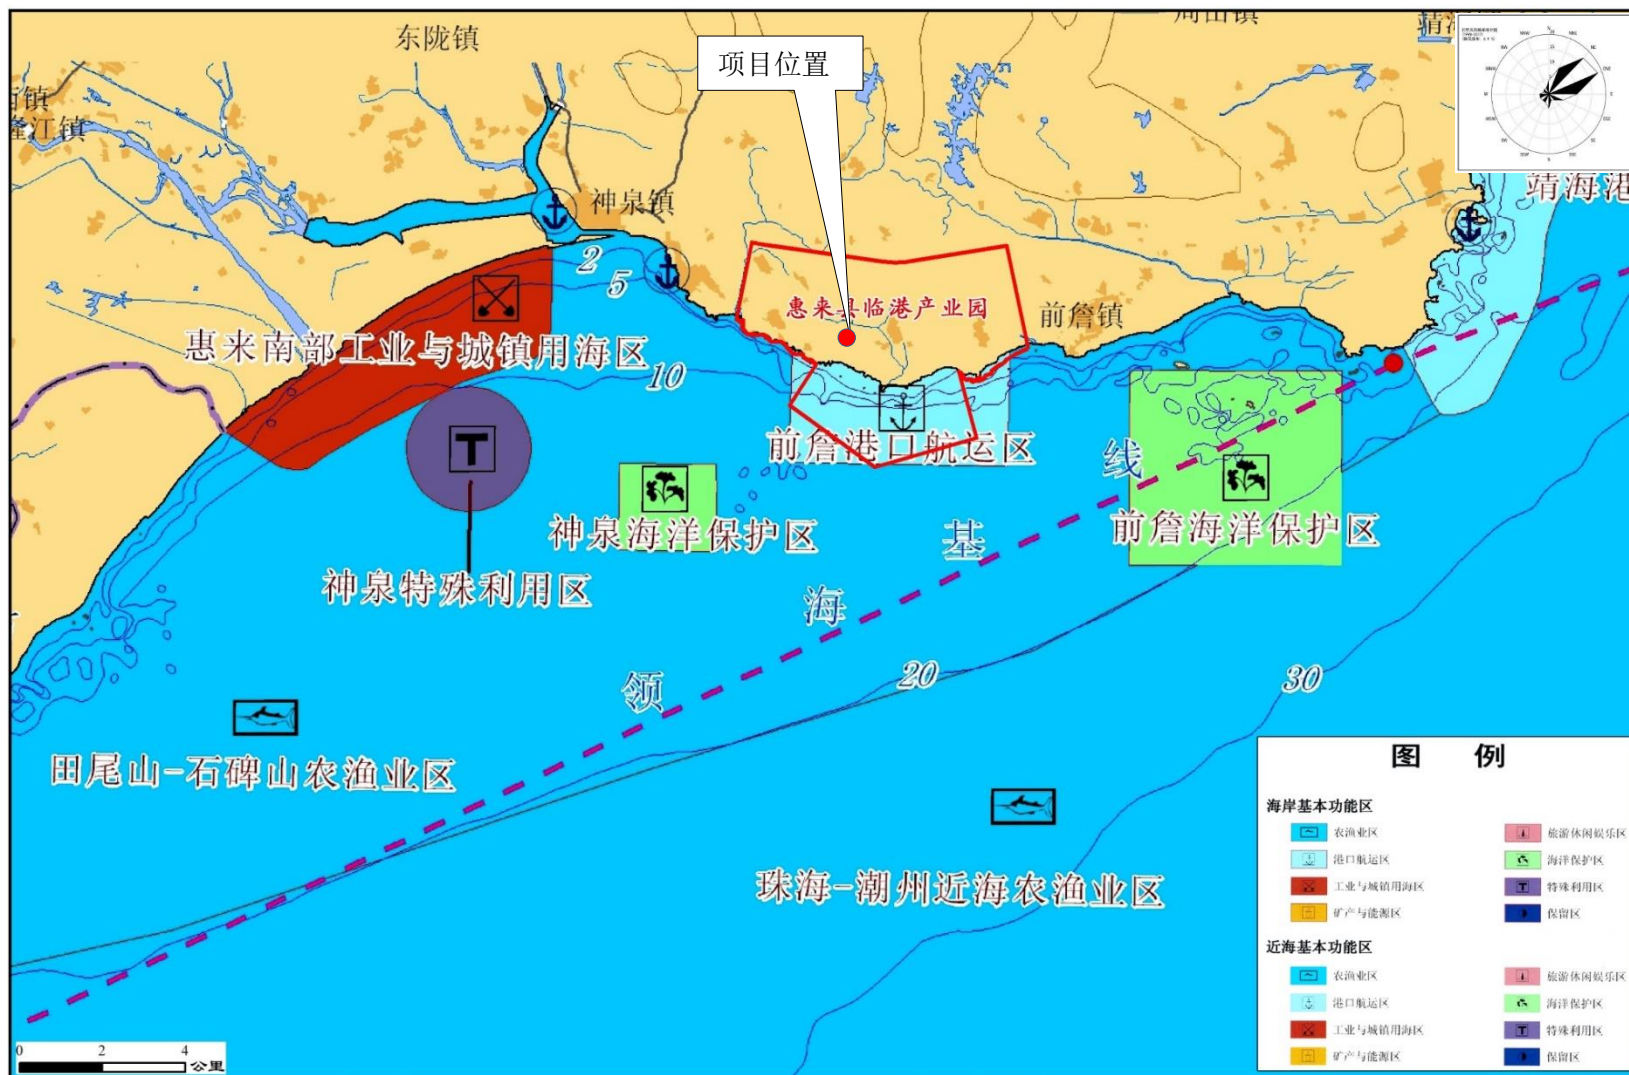 东陇镇
项目位置
隆江镇
神泉镇
靖海港
惠来县临港产业园
前詹镇
2
5
10
惠来南部工业与城镇用海区
前詹港口航运区
线
基
海
领
神泉海洋保护区
前詹海洋保护区
神泉特殊利用区
20
30
田尾山-石碑山农渔业区
珠海-潮州近海农渔业区
图 例
海岸基本功能区
农渔业区
旅游休闲娱乐区
港口航运区
海洋保护区
工业与城镇用海区
特殊利用区
矿产与能源区
保留区
近海基本功能区
农渔业区
旅游休闲娱乐区
港口航运区
海洋保护区
工业与城镇用海区
特殊利用区
矿产与能源区
保留区
0 2 4
公里